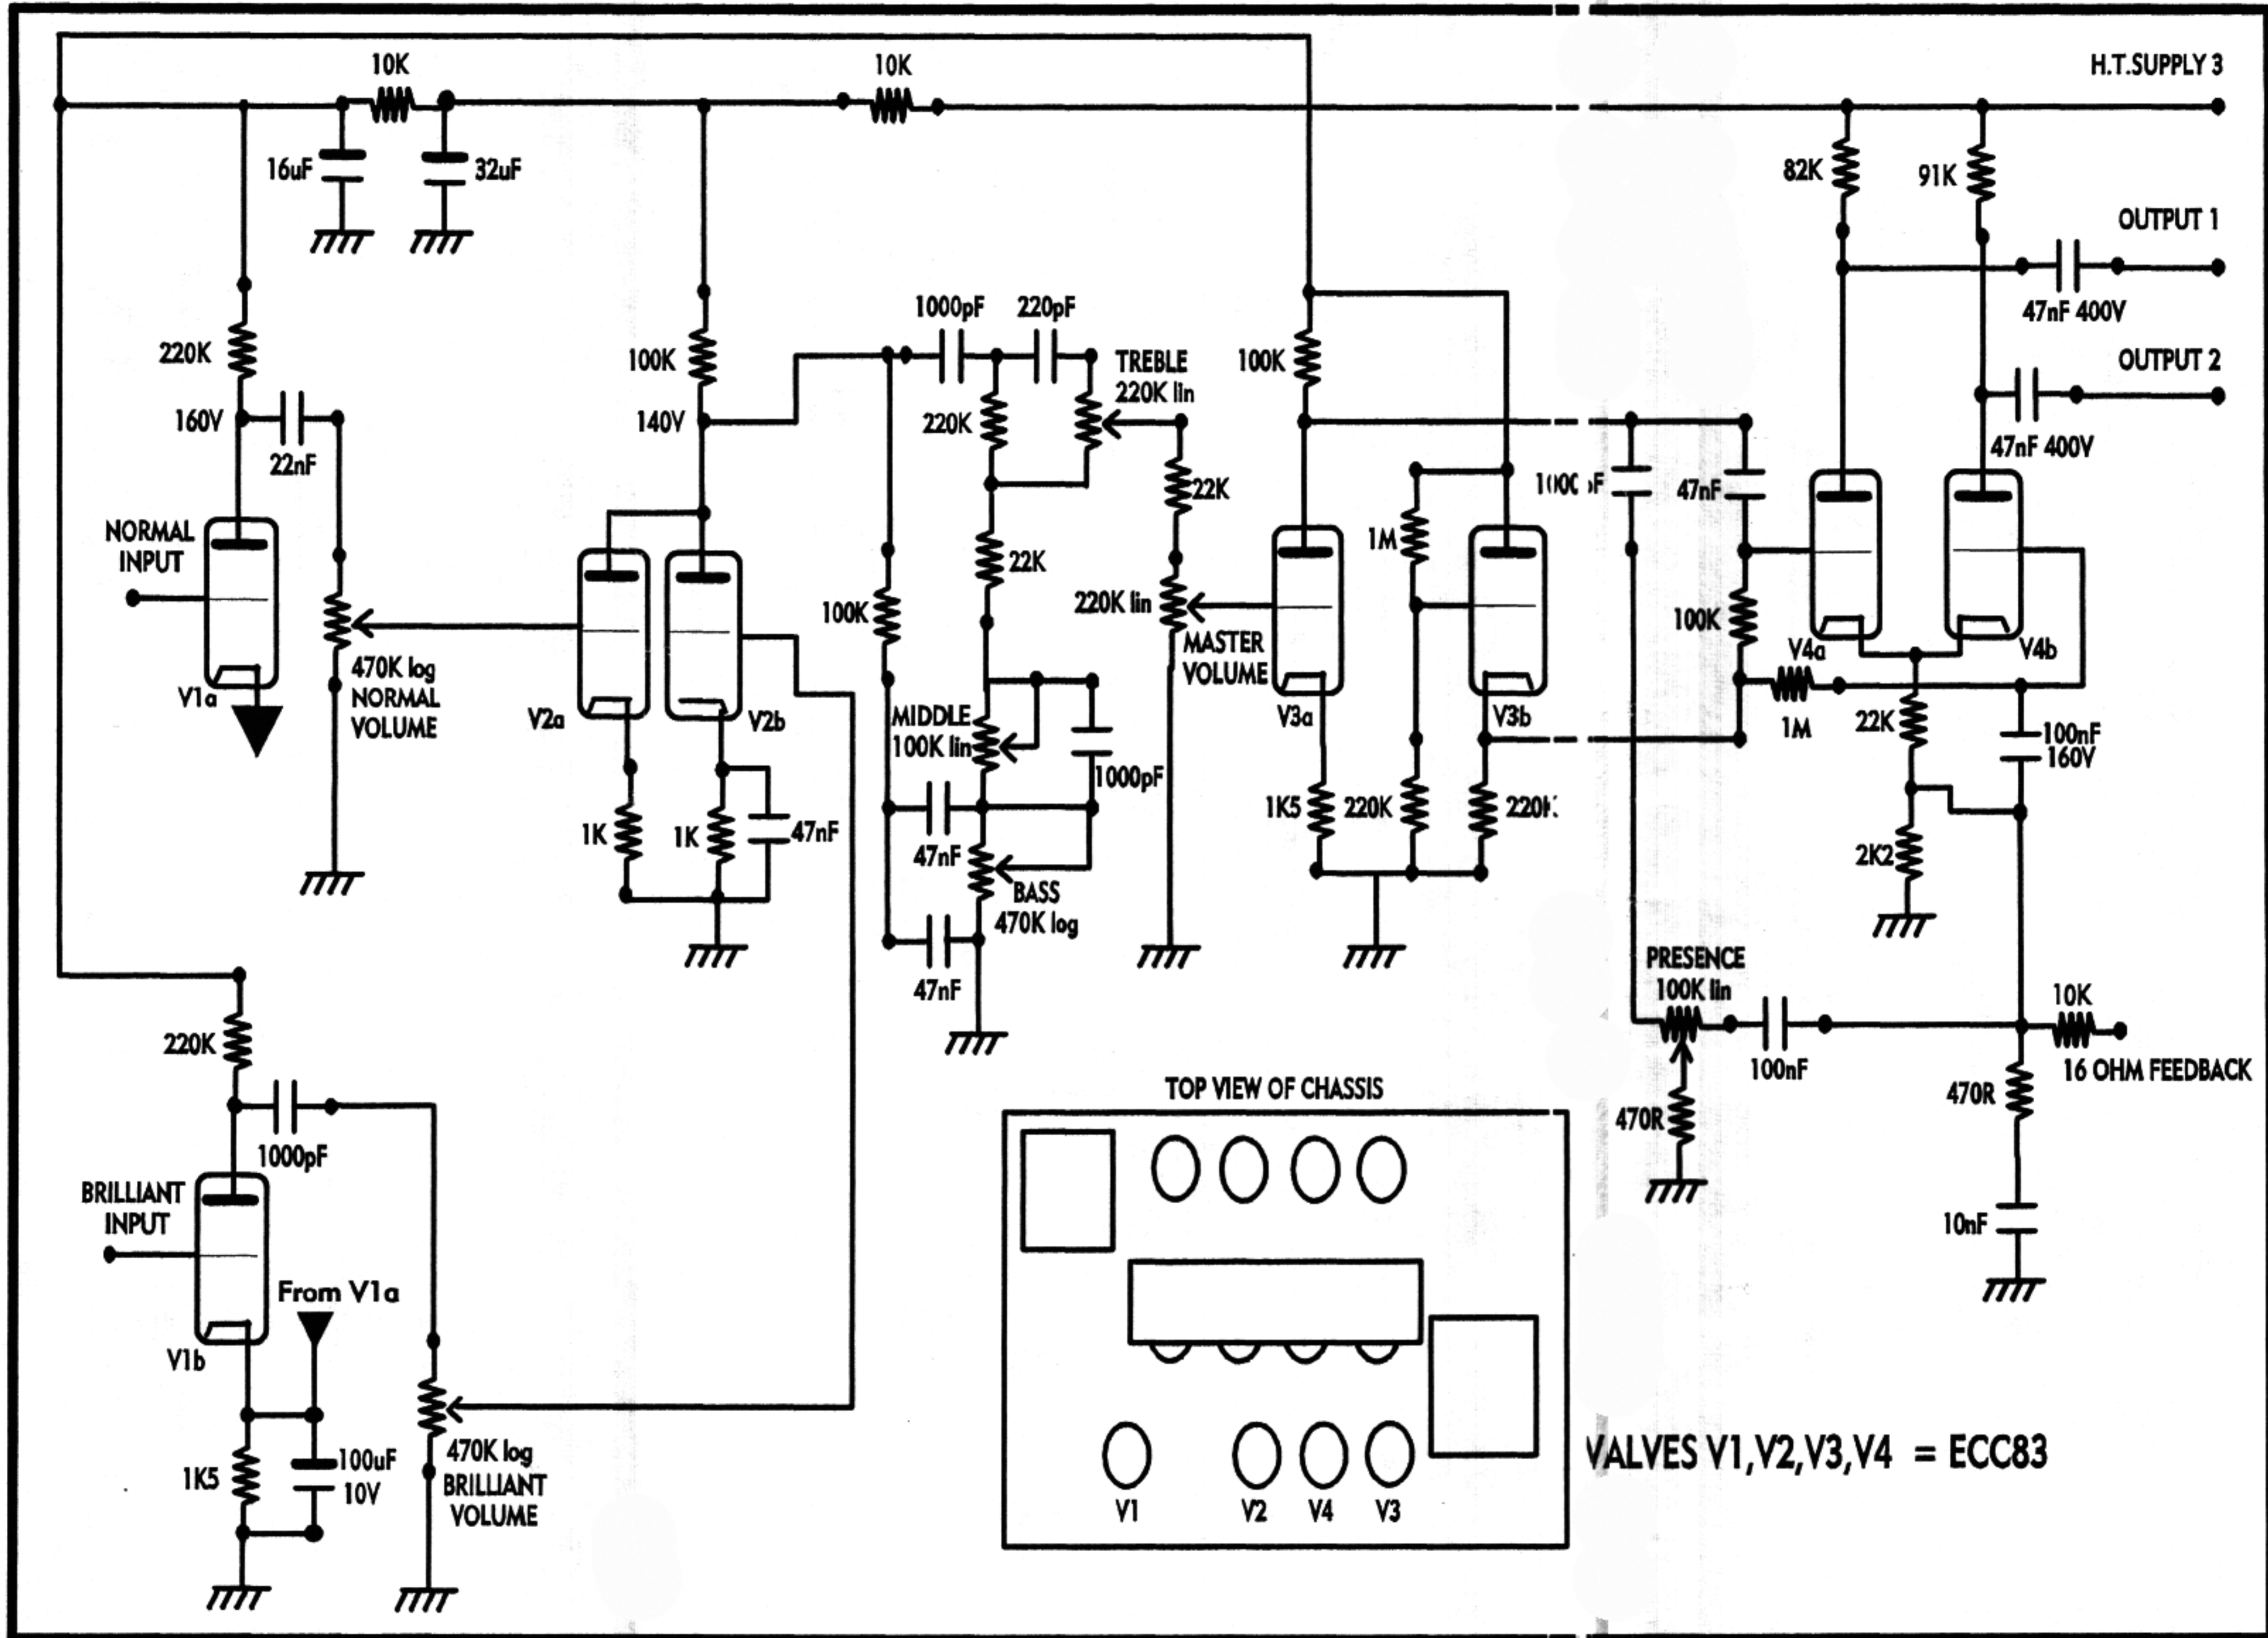 H.T.SUPPLY 3
10K
10K
16uF
32uF
82K
91K
OUTPUT 1
47nF 400V
OUTPUT 2
47nF 400V
220K
160V
22nF
NORMAL
INPUT
V1a
470K log
NORMAL
VOLUME
100K
140V
V2a
V2b
1K
1K
47nF
1000pF
220pF
TREBLE
220K lin
220K
22K
22K
100K
220K lin
MASTER
VOLUME
MIDDLE
100K lin
1000pF
47nF
BASS
470K log
47nF
100K
1M
V3a
V3b
1K5
220K
47nF
100K
V4a
V4b
1M
22K
100nF
160V
2K2
PRESENCE
100K lin
100nF
10K
16 OHM FEEDBACK
470R
470R
10nF
220K
1000pF
BRILLIANT
INPUT
From V1a
V1b
1K5
100uF
10V
470K log
BRILLIANT
VOLUME
TOP VIEW OF CHASSIS
V1
V2
V4
V3
VALVES V1,V2,V3,V4 = ECC83